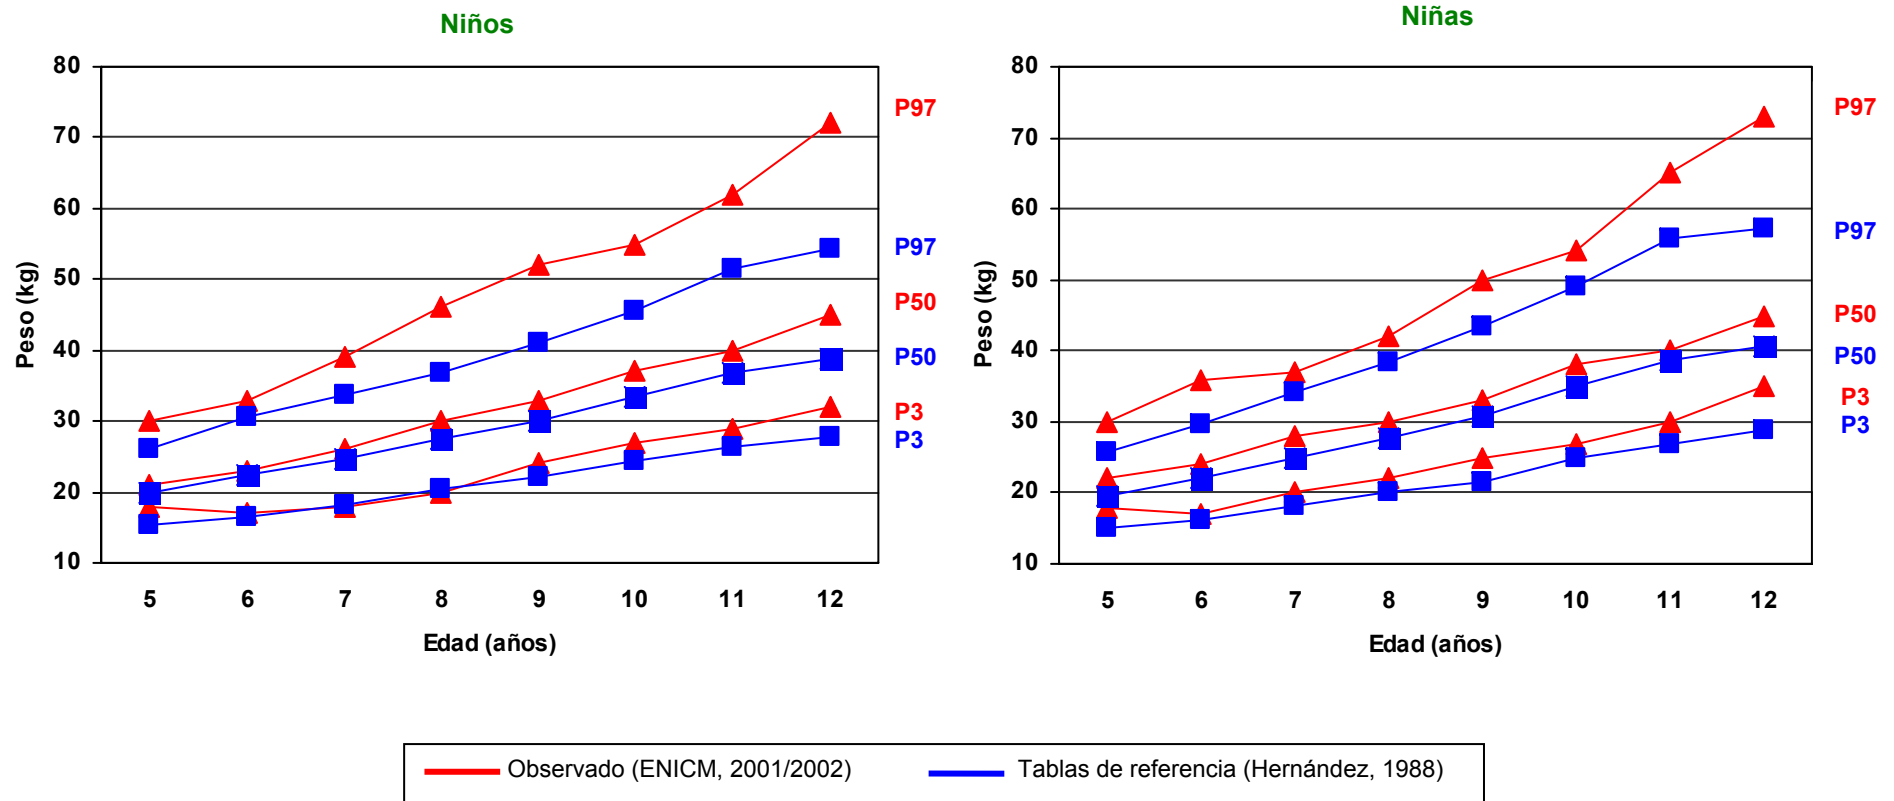 Niños
80
70
60
50
40
30
20
10
Peso (kg)
5 6 7 8 9 10 11 12
Edad (años)
P97
P97
P50
P50
P3
P3
Niñas
80
70
60
50
40
30
20
10
Peso (kg)
5 6 7 8 9 10 11 12
Edad (años)
P97
P97
P50
P50
P3
P3
Observado (ENICM, 2001/2002) Tablas de referencia (Hernández, 1988)